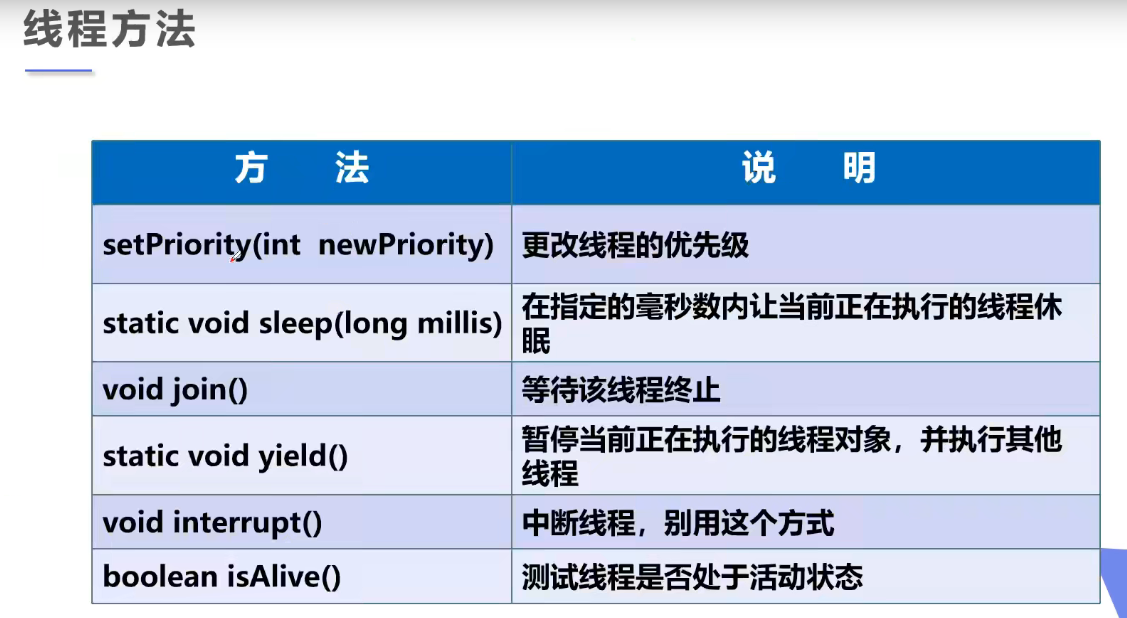 线程方法
方 法 说 明
setPriority(int newPriority) 更改线程的优先级
static void sleep(long millis) 在指定的毫秒数内让当前正在执行的线程休
眠
void join() 等待该线程终止
static void yield() 暂停当前正在执行的线程对象，并执行其他
线程
void interrupt() 中断线程，别用这个方式
boolean isAlive() 测试线程是否处于活动状态